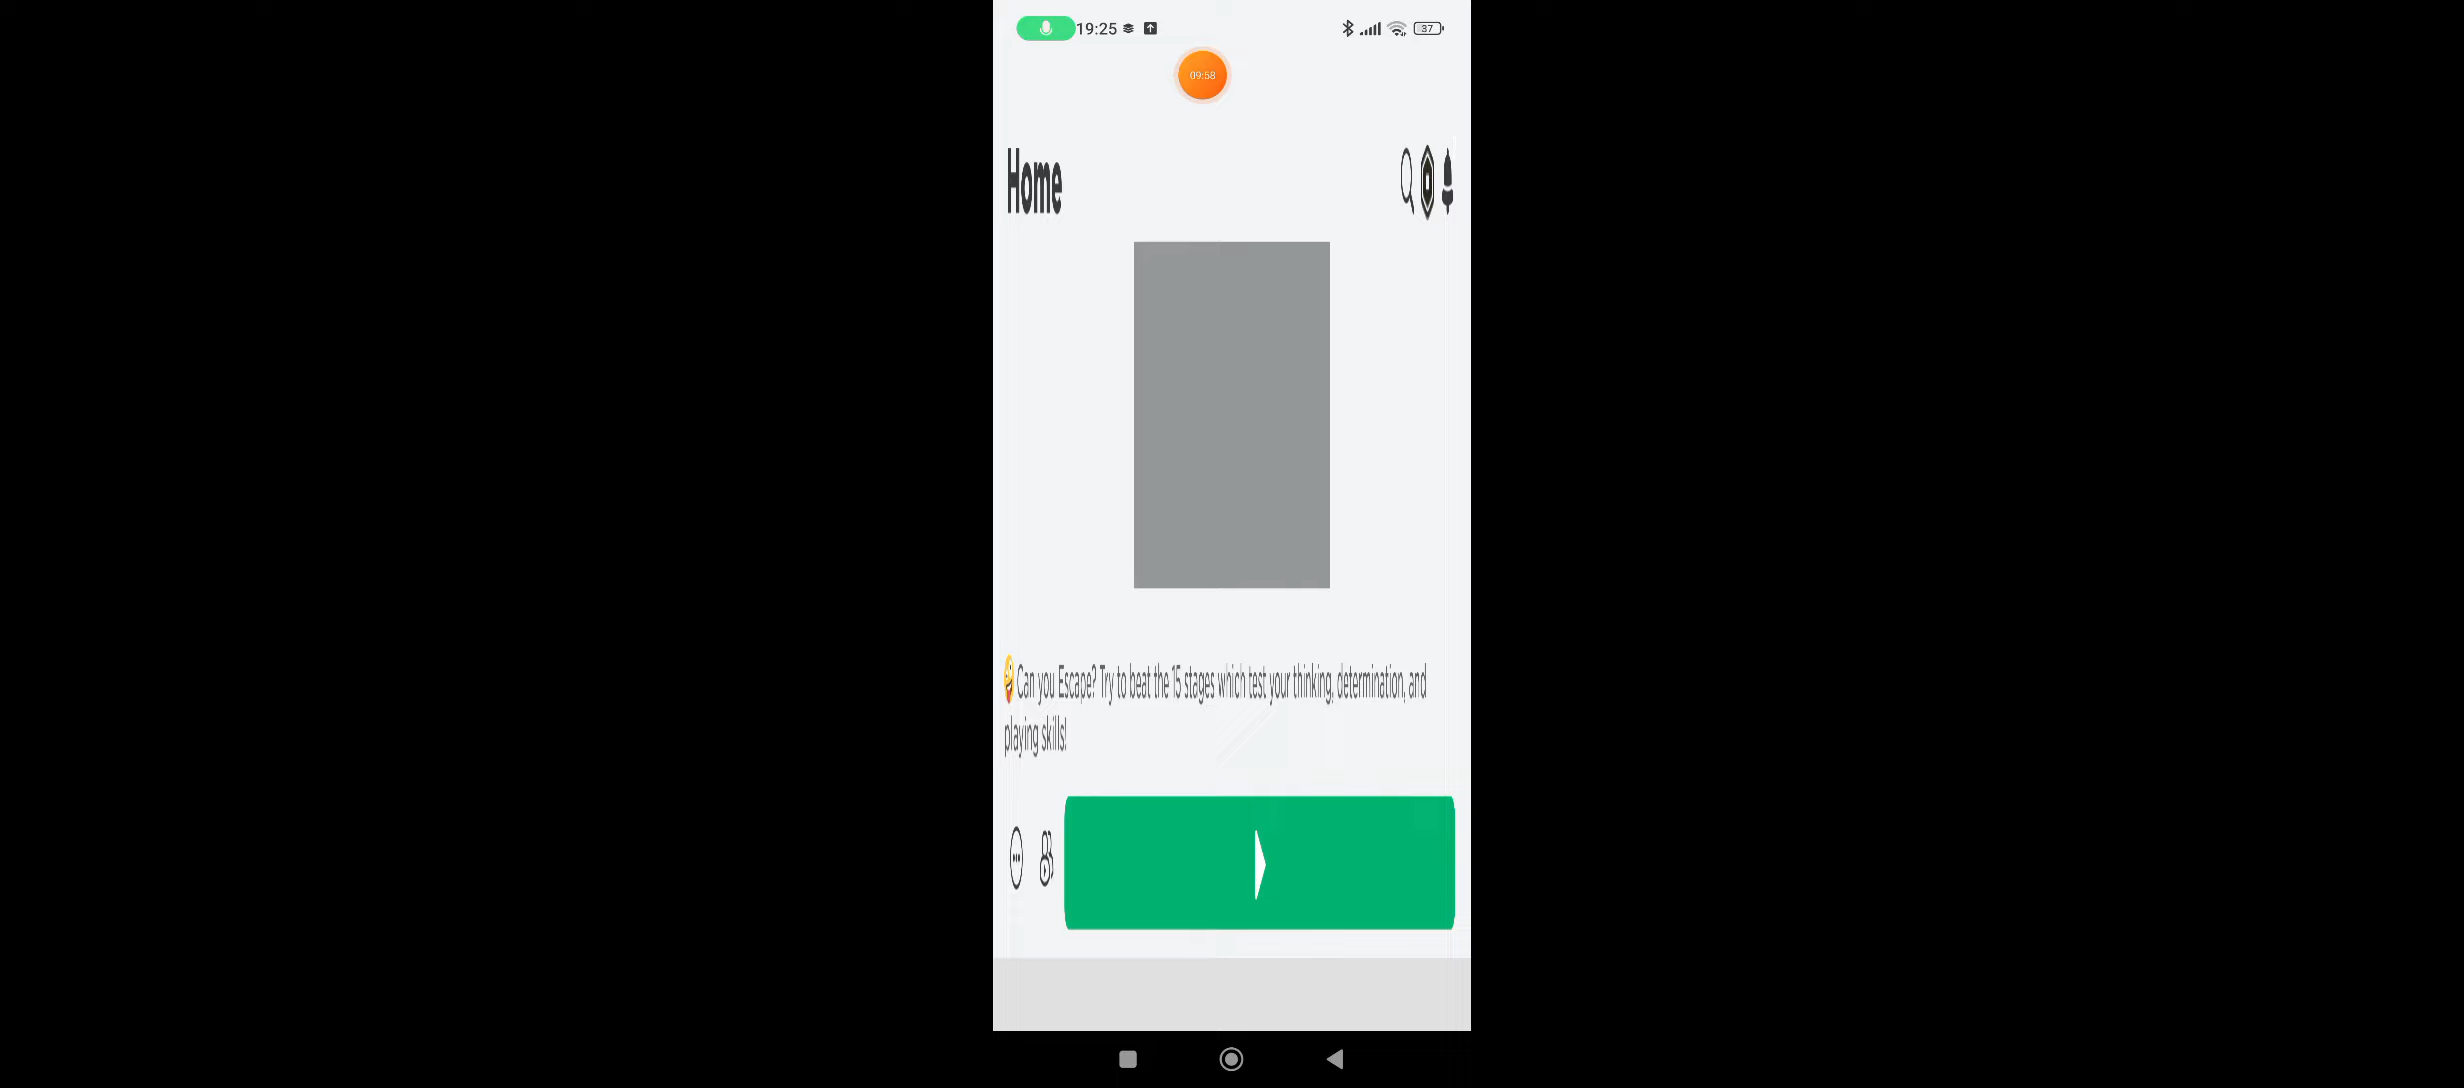 19:25
37
09:58
Home
Can you Escape? Try to beat the 15 stages which test your thinking, determination, and
playing skills!